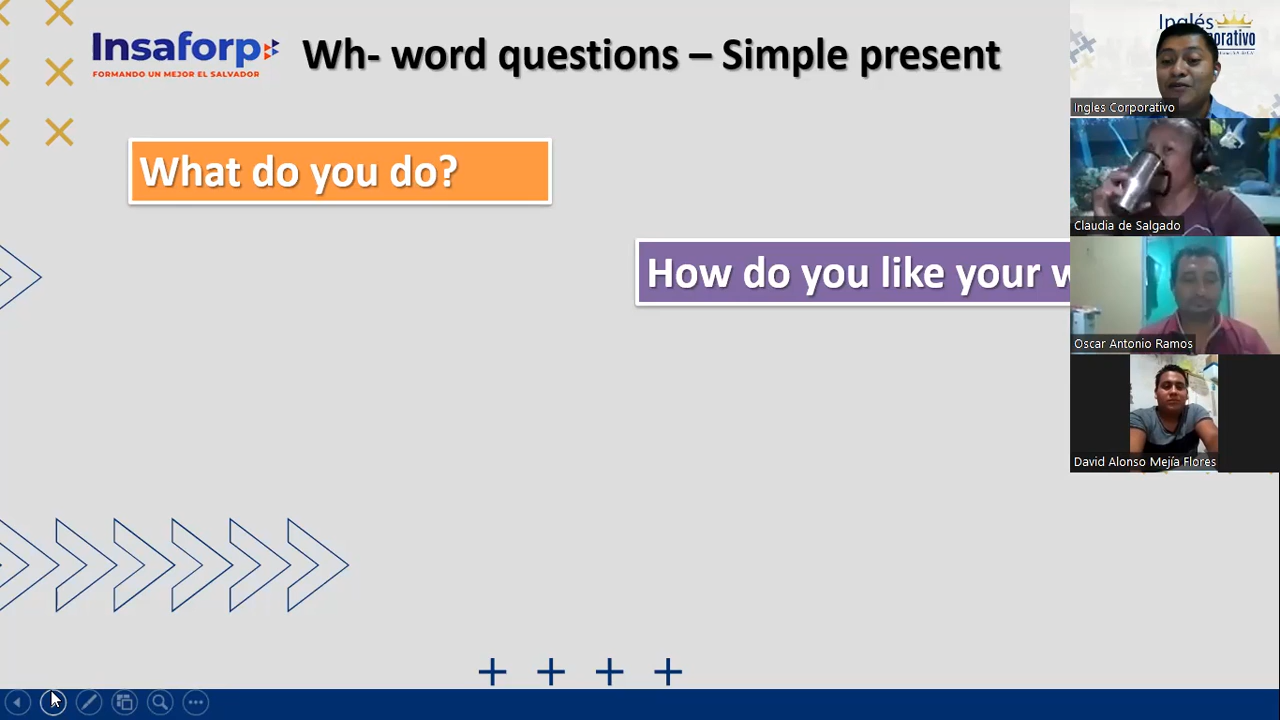 Insaforp
FORMANDO UN MEJOR EL SALVADOR
Wh- word questions – Simple present
What do you do?
How do you like your w
Inglés
Ingles Corporativo
Claudia de Salgado
Oscar Antonio Ramos
David Alonso Mejía Flores